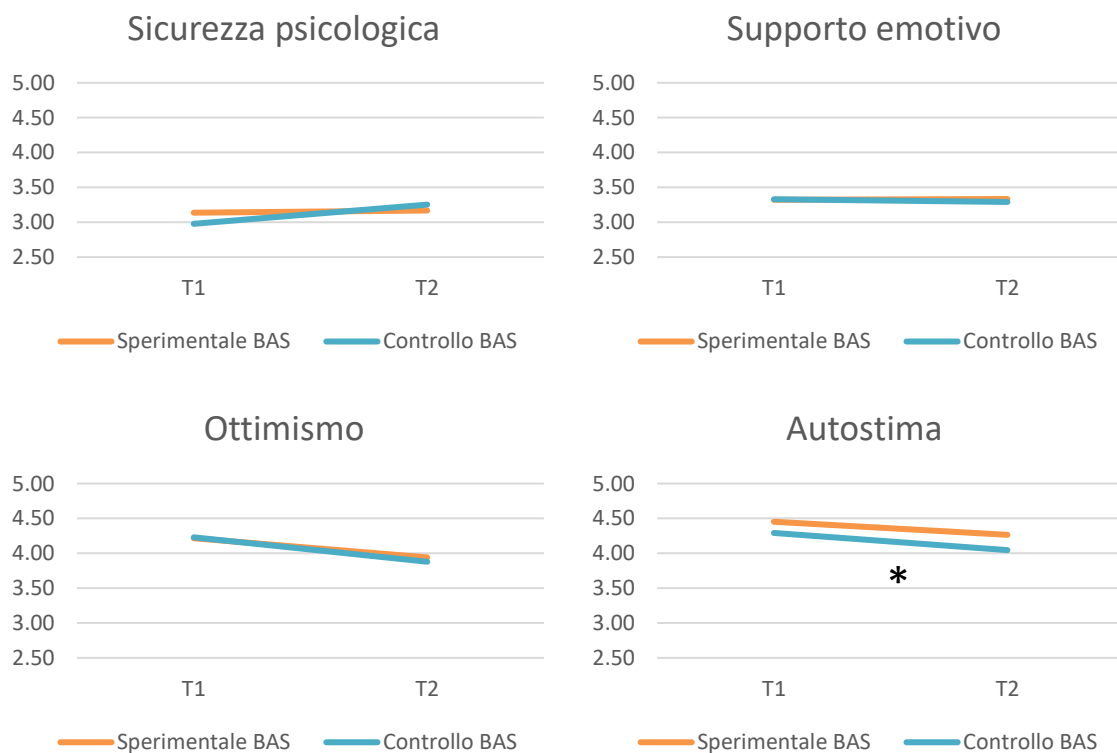 Sicurezza psicologica
5.00
4.50
4.00
3.50
3.00
2.50
T1 T2
Sperimentale BAS Controllo BAS
Supporto emotivo
5.00
4.50
4.00
3.50
3.00
2.50
T1 T2
Sperimentale BAS Controllo BAS
Ottimismo
5.00
4.50
4.00
3.50
3.00
2.50
T1 T2
Sperimentale BAS Controllo BAS
Autostima
5.00
4.50
4.00
3.50
3.00
2.50
*
T1 T2
Sperimentale BAS Controllo BAS